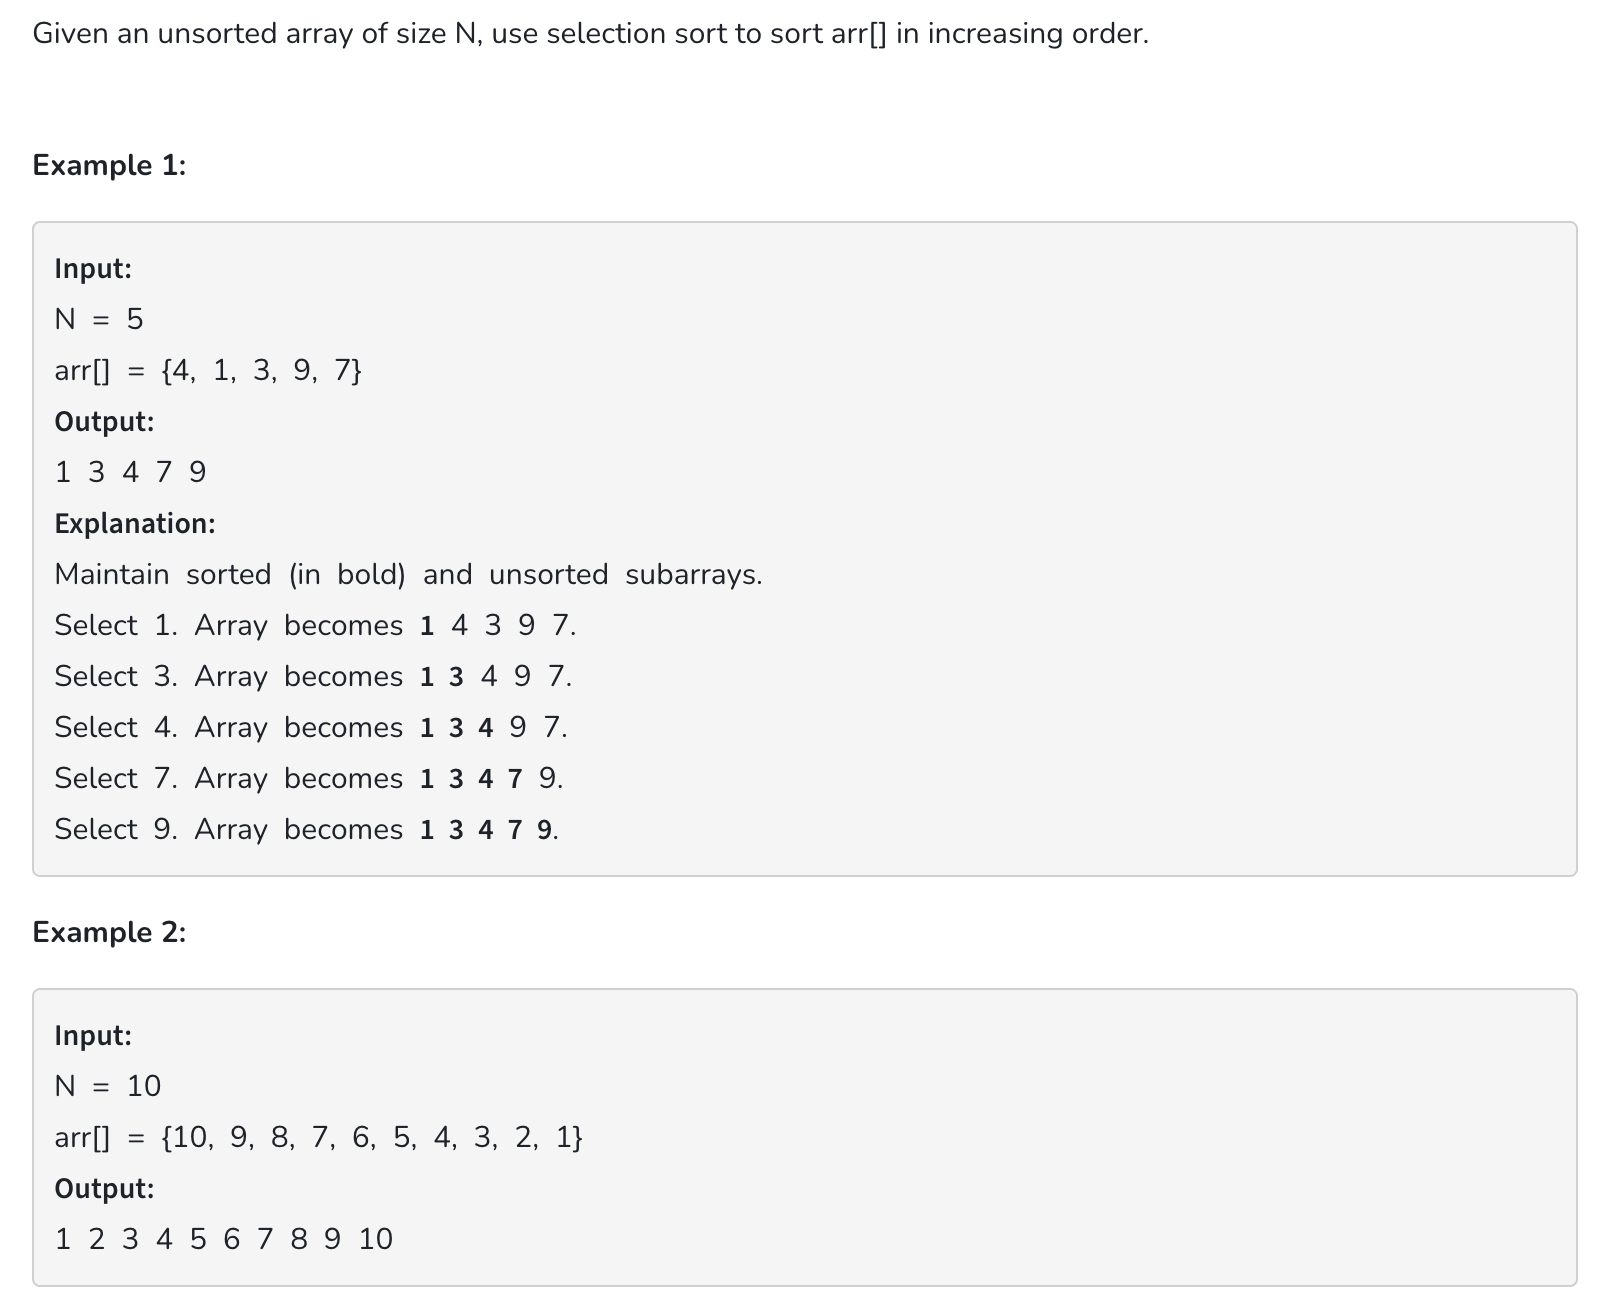 Given an unsorted array of size N, use selection sort to sort arr[] in increasing order.
Example 1:
Input:
N = 5
arr[] = {4, 1, 3, 9, 7}
Output:
1 3 4 7 9
Explanation:
Maintain sorted (in bold) and unsorted subarrays.
Select 1. Array becomes 1 4 3 9 7.
Select 3. Array becomes 1 3 4 9 7.
Select 4. Array becomes 1 3 4 9 7.
Select 7. Array becomes 1 3 4 7 9.
Select 9. Array becomes 1 3 4 7 9.
Example 2:
Input:
N = 10
arr[] = {10, 9, 8, 7, 6, 5, 4, 3, 2, 1}
Output:
1 2 3 4 5 6 7 8 9 10